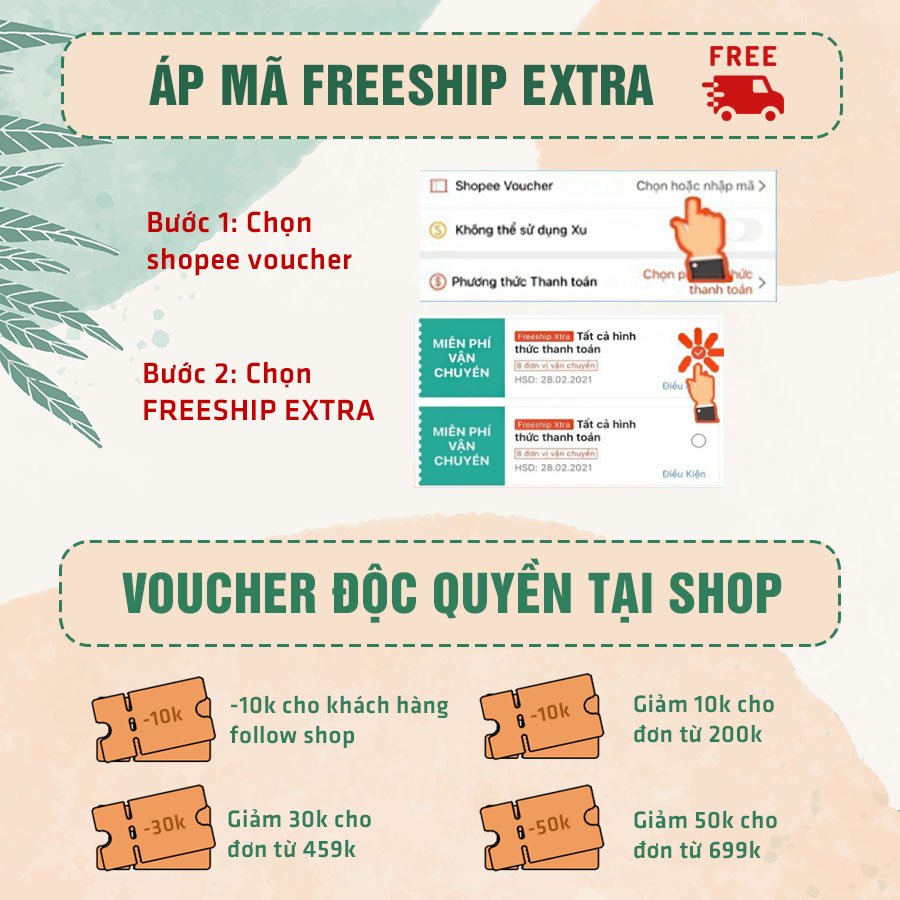 ÁP MÃ FREESHIP EXTRA
FREE
Bước 1: Chọn
shopee voucher
Shopee Voucher
Chọn hoặc nhập mã >
Không thể sử dụng Xu
Phương thức Thanh toán
Chọn p hức
thanh toán >
Bước 2: Chọn
FREESHIP EXTRA
MIỄN PHÍ
VẬN
CHUYỂN
Freeship Xtra Tất cả hình
thức thanh toán
8 đơn vị vận chuyển
HSD: 28.02.2021
Điều
MIỄN PHÍ
VẬN
CHUYỂN
Freeship Xtra Tất cả hình
thức thanh toán
8 đơn vị vận chuyển
HSD: 28.02.2021
Điều Kiện
VOUCHER ĐỘC QUYỀN TẠI SHOP
-10k
-10k cho khách hàng
follow shop
-10k
Giảm 10k cho
đơn từ 200k
-30k
Giảm 30k cho
đơn từ 459k
-50k
Giảm 50k cho
đơn từ 699k